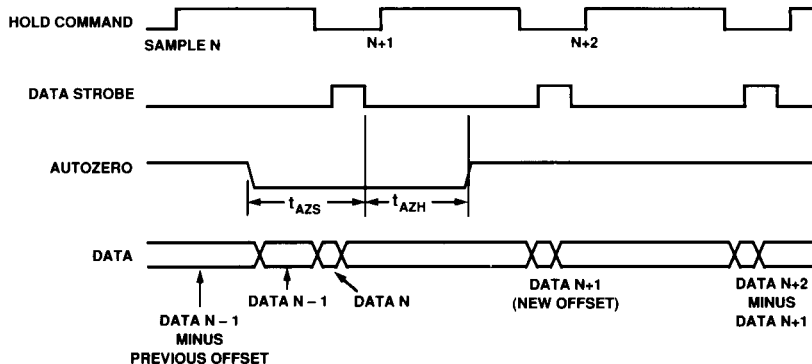 HOLD COMMAND
SAMPLE N
N+1
N+2
DATA STROBE
AUTOZERO
tAZS
tAZH
DATA
DATA N – 1
MINUS
PREVIOUS OFFSET
DATA N – 1
DATA N
DATA N+1
(NEW OFFSET)
DATA N+2
MINUS
DATA N+1